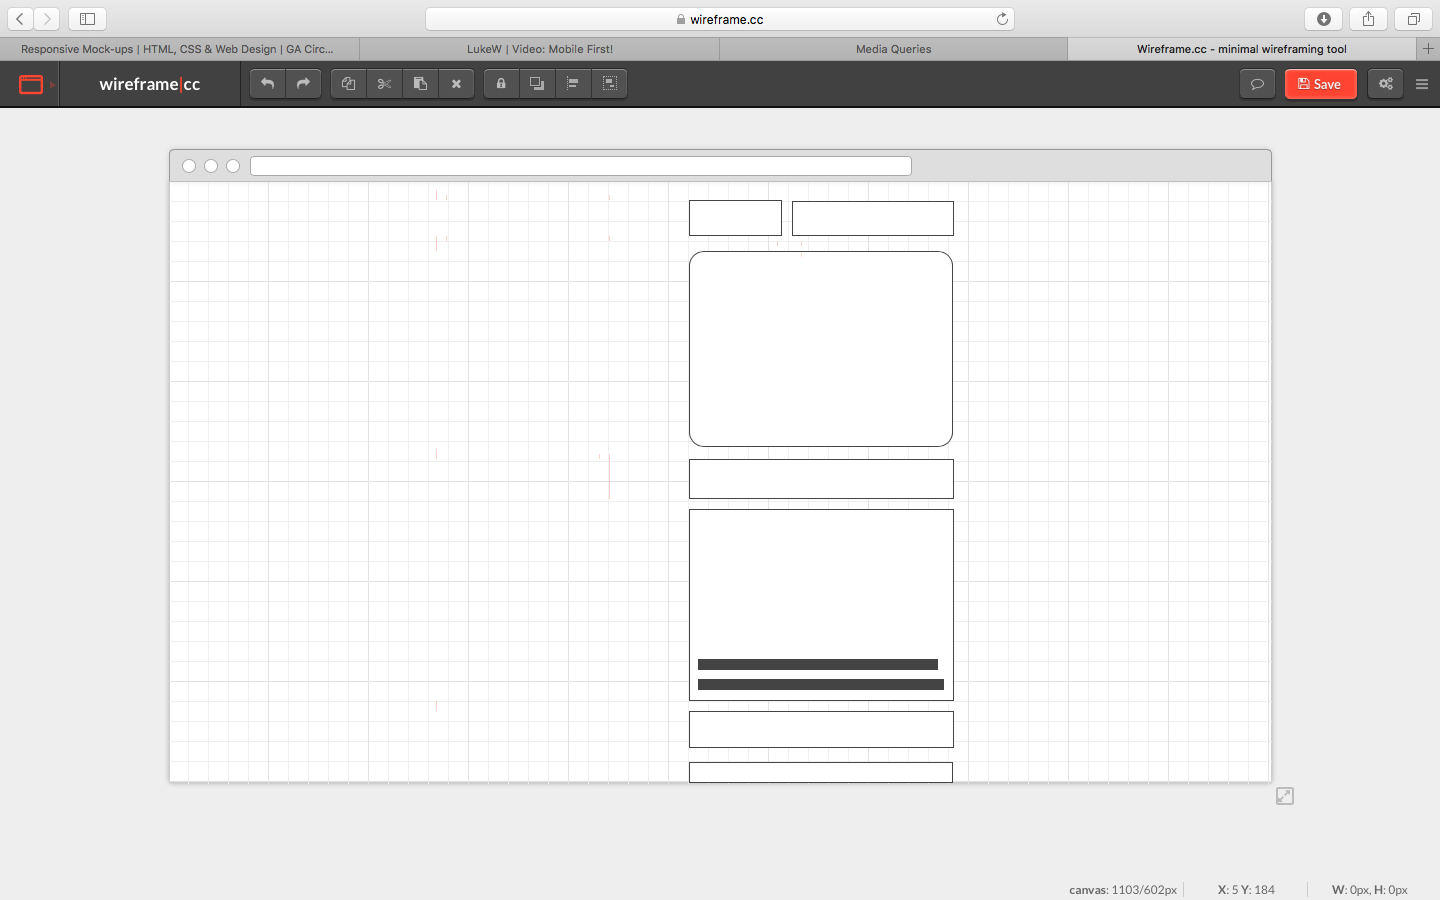 wireframe.cc
Responsive Mock-ups | HTML, CSS & Web Design | GA Circ...
LukeW | Video: Mobile First!
Media Queries
Wireframe.cc - minimal wireframing tool
wireframe|cc
Save
canvas: 1103/602px
X: 5 Y: 184
W: 0px, H: 0px